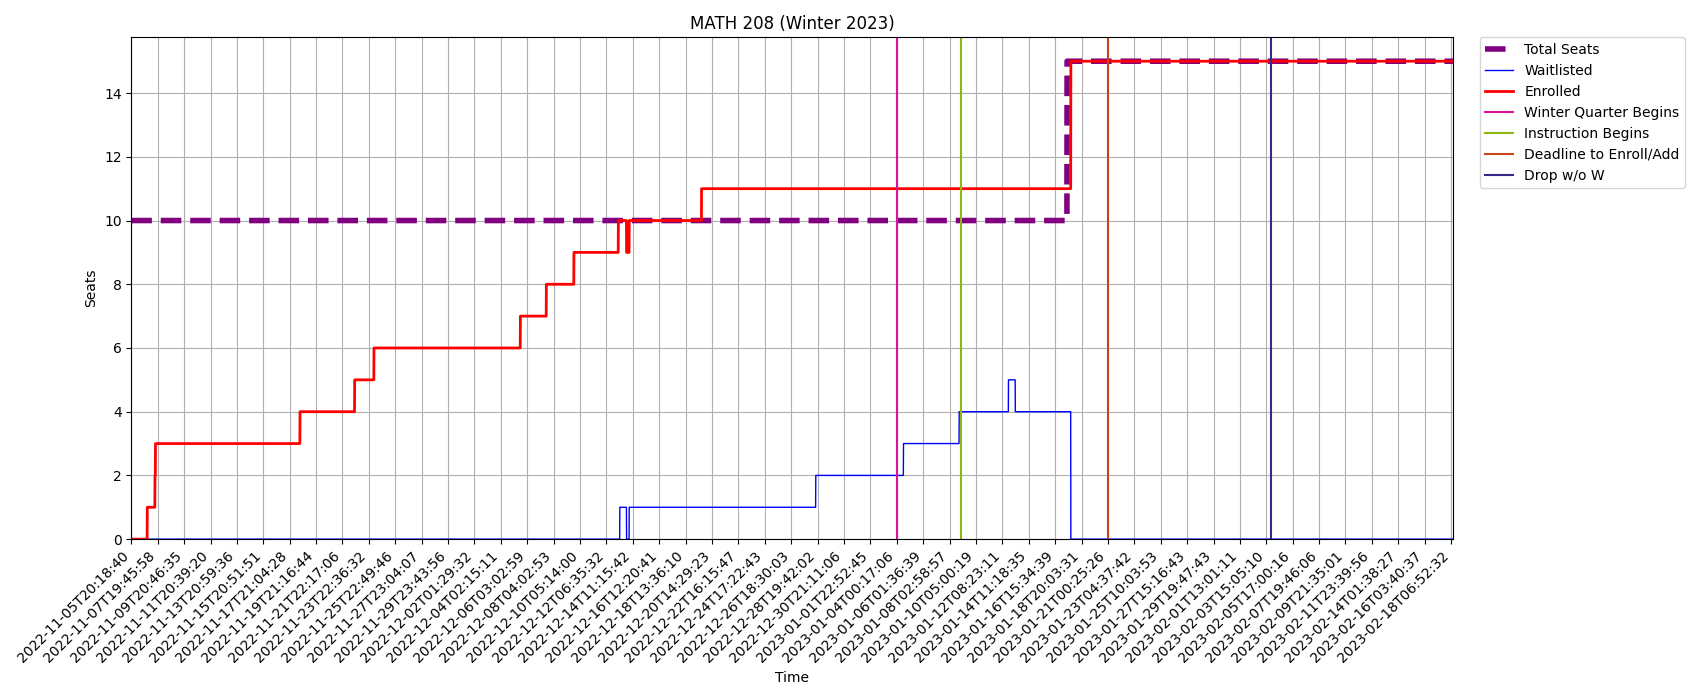 MATH 208 (Winter 2023)
Total Seats
Waitlisted
Enrolled
Winter Quarter Begins
Instruction Begins
Deadline to Enroll/Add
Drop w/o W
Seats
14
12
10
8
6
4
2
0
2022-11-05T20:18:40
2022-11-07T19:45:58
2022-11-09T20:46:35
2022-11-11T20:39:20
2022-11-13T20:59:36
2022-11-15T20:51:51
2022-11-17T21:04:28
2022-11-19T21:16:44
2022-11-21T22:17:06
2022-11-23T22:36:32
2022-11-25T22:49:46
2022-11-27T23:04:07
2022-11-29T23:43:56
2022-12-02T01:29:32
2022-12-04T02:15:11
2022-12-06T03:02:59
2022-12-08T04:02:53
2022-12-10T05:14:00
2022-12-12T06:35:32
2022-12-14T11:15:42
2022-12-16T12:20:41
2022-12-18T13:36:10
2022-12-20T14:29:23
2022-12-22T16:15:47
2022-12-24T17:22:43
2022-12-26T18:30:03
2022-12-28T19:42:02
2022-12-30T21:11:06
2023-01-01T22:52:45
2023-01-04T00:17:06
2023-01-06T01:36:39
2023-01-08T02:58:57
2023-01-10T05:00:19
2023-01-12T08:23:11
2023-01-14T11:18:35
2023-01-16T15:34:39
2023-01-18T20:03:31
2023-01-21T00:25:26
2023-01-23T04:37:42
2023-01-25T10:03:53
2023-01-27T15:16:43
2023-01-29T19:47:43
2023-02-01T13:01:11
2023-02-03T15:05:10
2023-02-05T17:00:16
2023-02-07T19:46:06
2023-02-09T21:35:01
2023-02-11T23:39:56
2023-02-14T01:38:27
2023-02-16T03:40:37
2023-02-18T06:52:32
Time